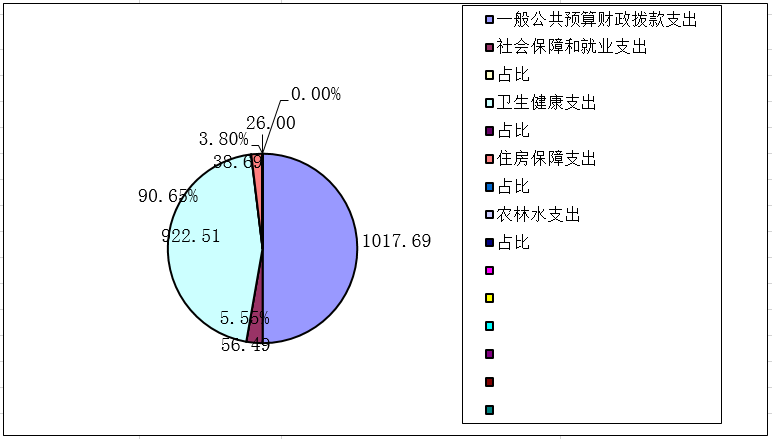 一般公共预算财政拨款支出
社会保障和就业支出
占比
卫生健康支出
占比
住房保障支出
占比
农林水支出
占比
0.00%
26.00
3.80%
38.69
90.65%
922.51
1017.69
5.55%
56.49